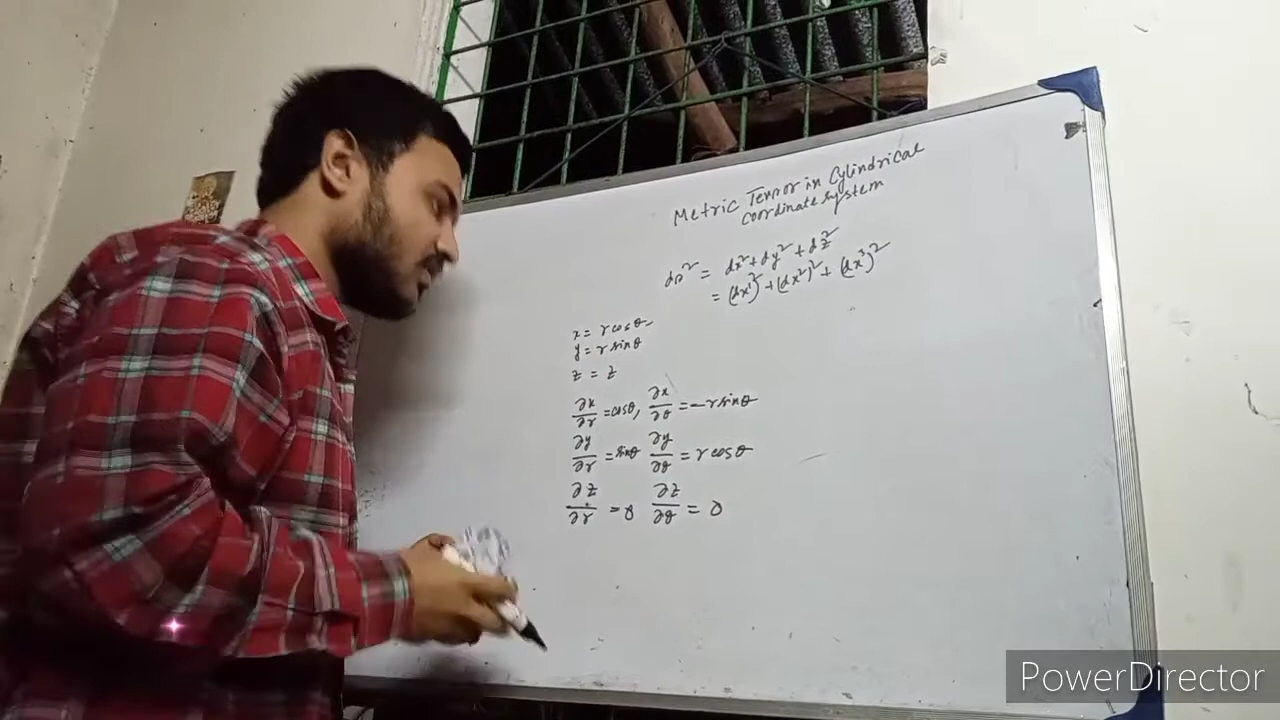 Metric Tensor in Cylindrical
coordinate system
ds² = dx² + dy² + dz²
= (dx¹)² + (dx²)² + (dx³)²
x = r cosθ
y = r sinθ
z = z
∂x/∂r = cosθ, ∂x/∂θ = -r sinθ
∂y/∂r = sinθ ∂y/∂θ = r cosθ
∂z/∂r = 0 ∂z/∂θ = 0
PowerDirector